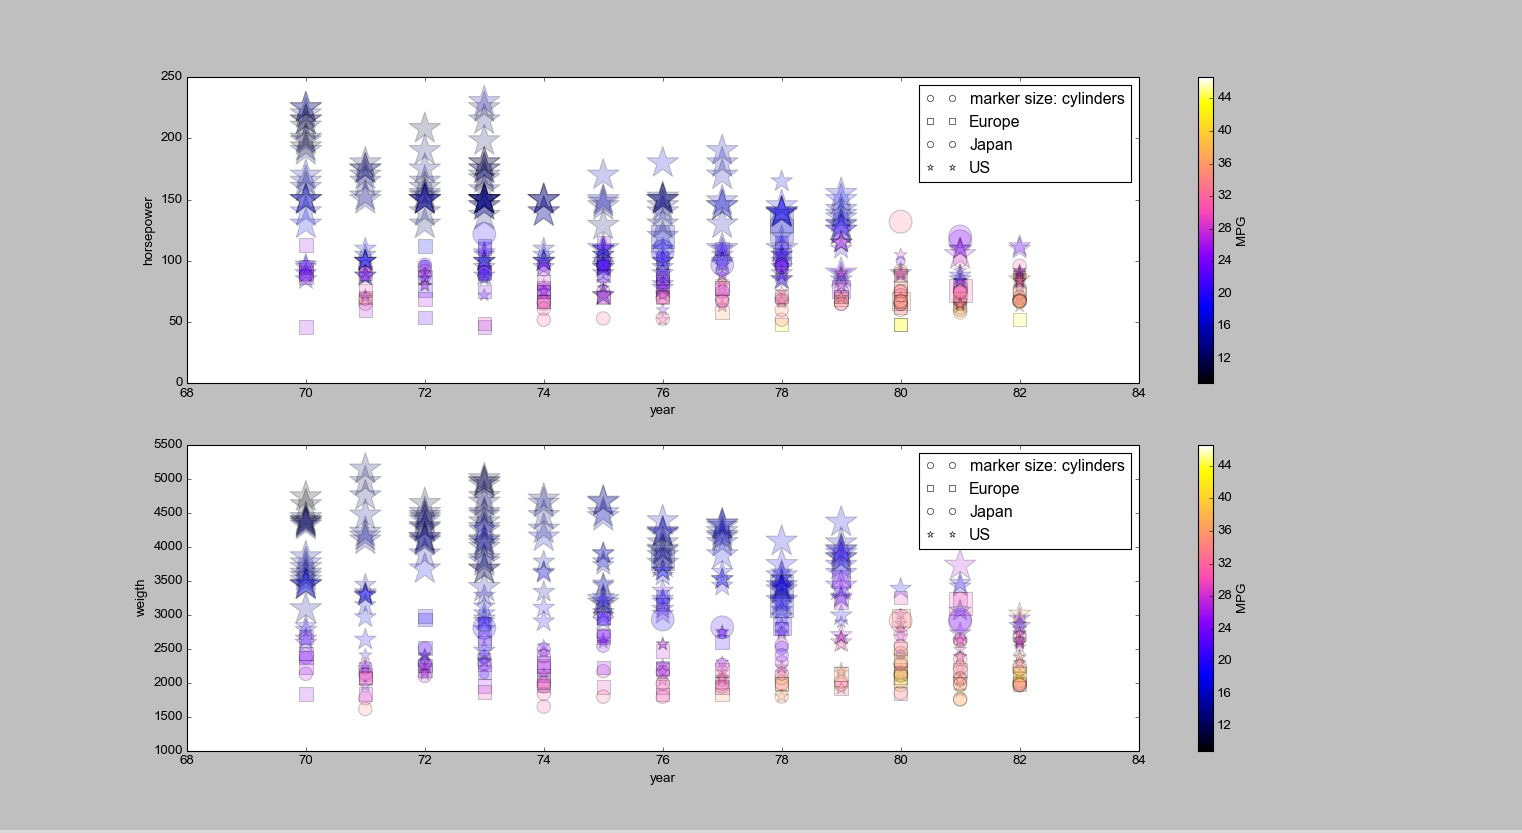 250
200
150
100
50
0
horsepower
68 70 72 74 76 78 80 82 84
year
marker size: cylinders
Europe
Japan
US
44
40
36
32
28
24
20
16
12
MPG
5500
5000
4500
4000
3500
3000
2500
2000
1500
1000
weigth
68 70 72 74 76 78 80 82 84
year
marker size: cylinders
Europe
Japan
US
44
40
36
32
28
24
20
16
12
MPG